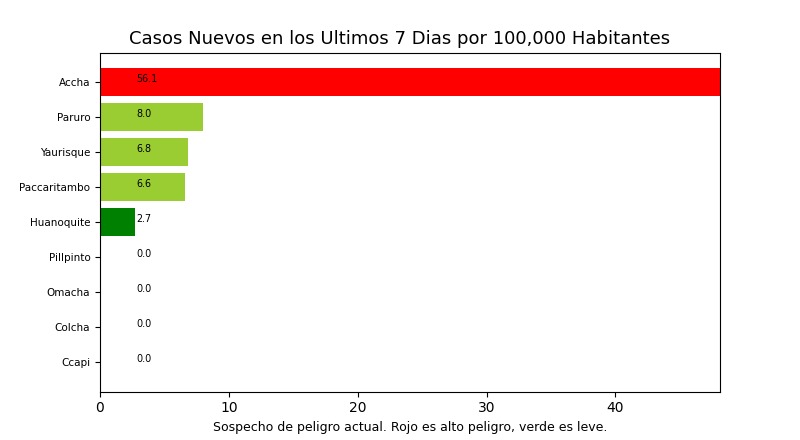 Casos Nuevos en los Ultimos 7 Dias por 100,000 Habitantes
Accha 56.1
Paruro 8.0
Yaurisque 6.8
Paccaritambo 6.6
Huanoquite 2.7
Pillpinto 0.0
Omacha 0.0
Colcha 0.0
Ccapi 0.0
0 10 20 30 40
Sospecho de peligro actual. Rojo es alto peligro, verde es leve.